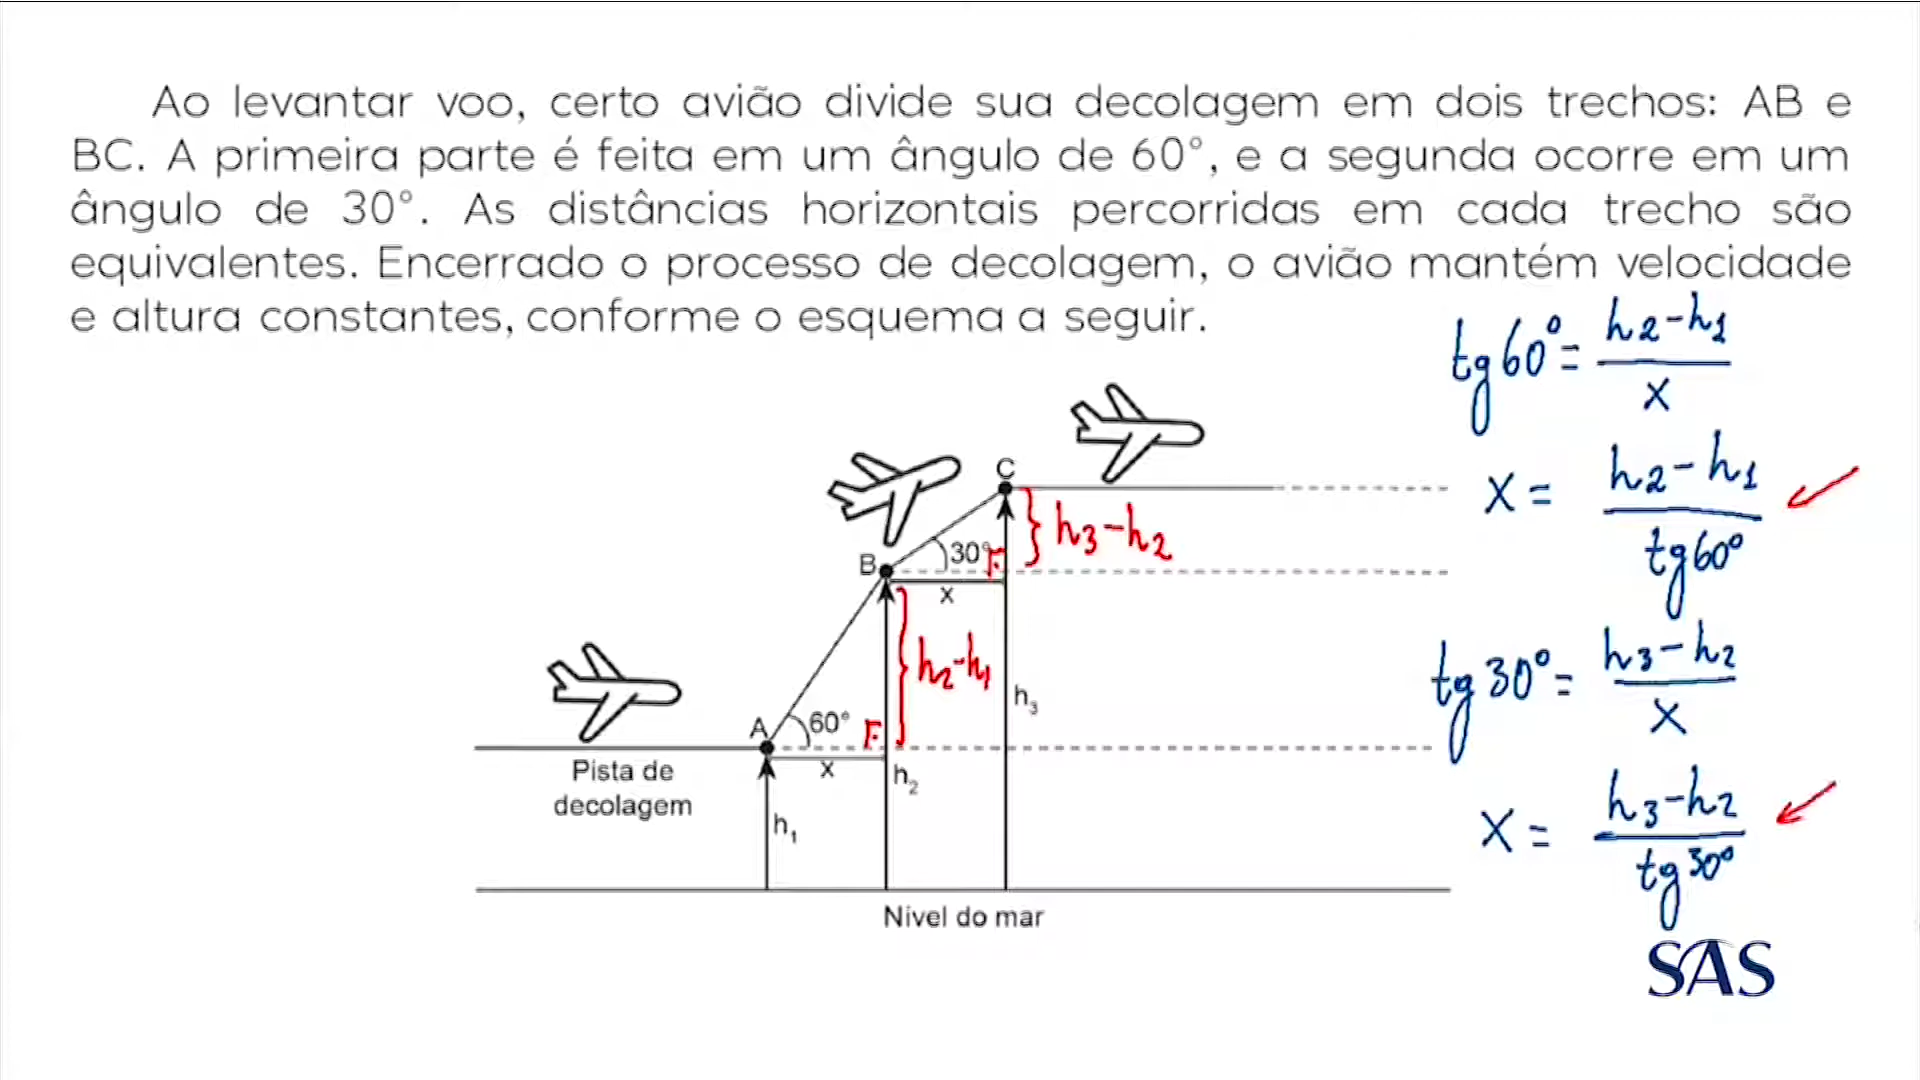 Ao levantar voo, certo avião divide sua decolagem em dois trechos: AB e
BC. A primeira parte é feita em um ângulo de 60°, e a segunda ocorre em um
ângulo de 30°. As distâncias horizontais percorridas em cada trecho são
equivalentes. Encerrado o processo de decolagem, o avião mantém velocidade
e altura constantes, conforme o esquema a seguir.
tg 60° = h2-h1
x
x = h2-h1
tg 60°
tg 30° = h3-h2
x
x = h3-h2
tg 30°
C
h3-h2
30°
B
x
h2-h1
h3
A
60°
x
h2
Pista de
decolagem
h1
Nível do mar
SAS